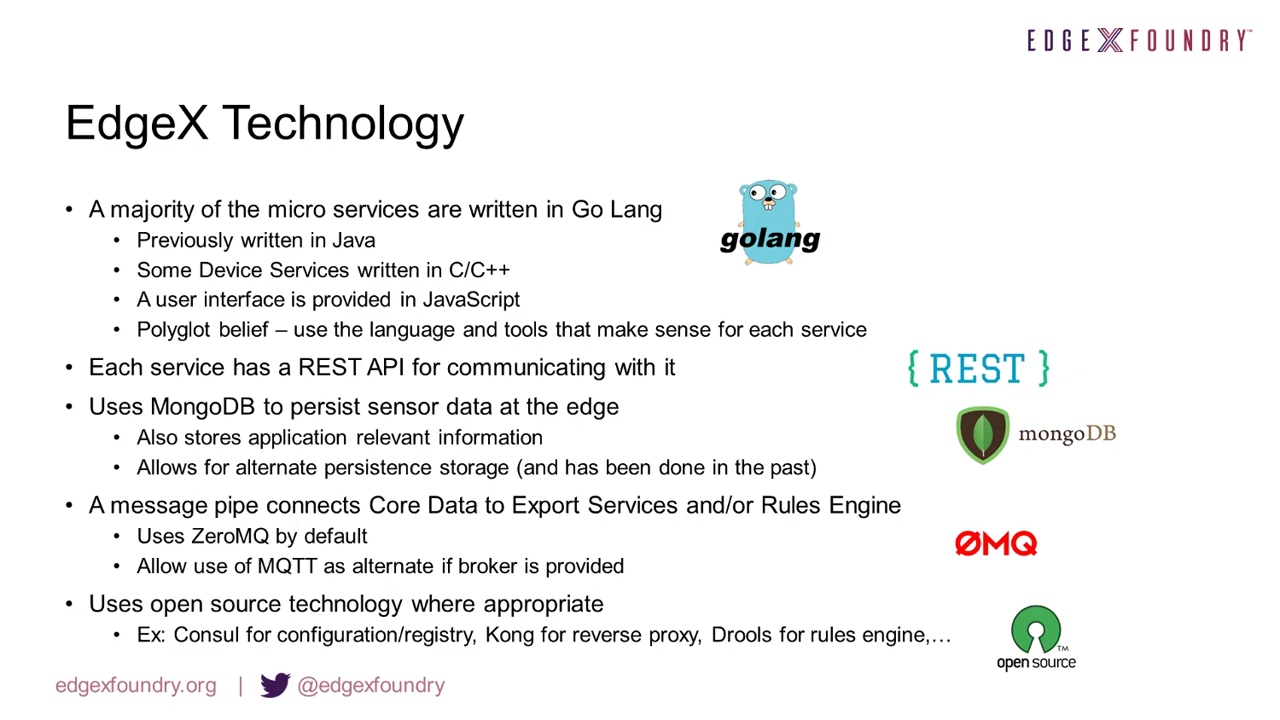 EDGEXFOUNDRY™
EdgeX Technology
• A majority of the micro services are written in Go Lang
• Previously written in Java
• Some Device Services written in C/C++
• A user interface is provided in JavaScript
• Polyglot belief – use the language and tools that make sense for each service
golang
• Each service has a REST API for communicating with it
{ REST }
• Uses MongoDB to persist sensor data at the edge
• Also stores application relevant information
• Allows for alternate persistence storage (and has been done in the past)
mongoDB
• A message pipe connects Core Data to Export Services and/or Rules Engine
• Uses ZeroMQ by default
• Allow use of MQTT as alternate if broker is provided
ØMQ
• Uses open source technology where appropriate
• Ex: Consul for configuration/registry, Kong for reverse proxy, Drools for rules engine,…
TM
open source
edgexfoundry.org | @edgexfoundry